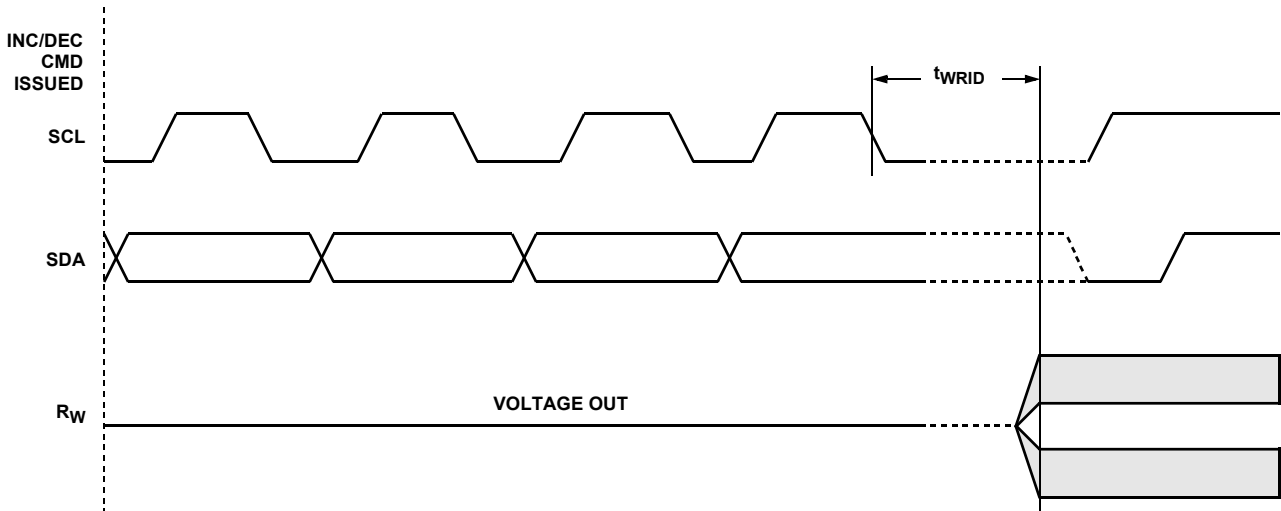 INC/DEC
CMD
ISSUED
tWRID
SCL
SDA
VOLTAGE OUT
RW